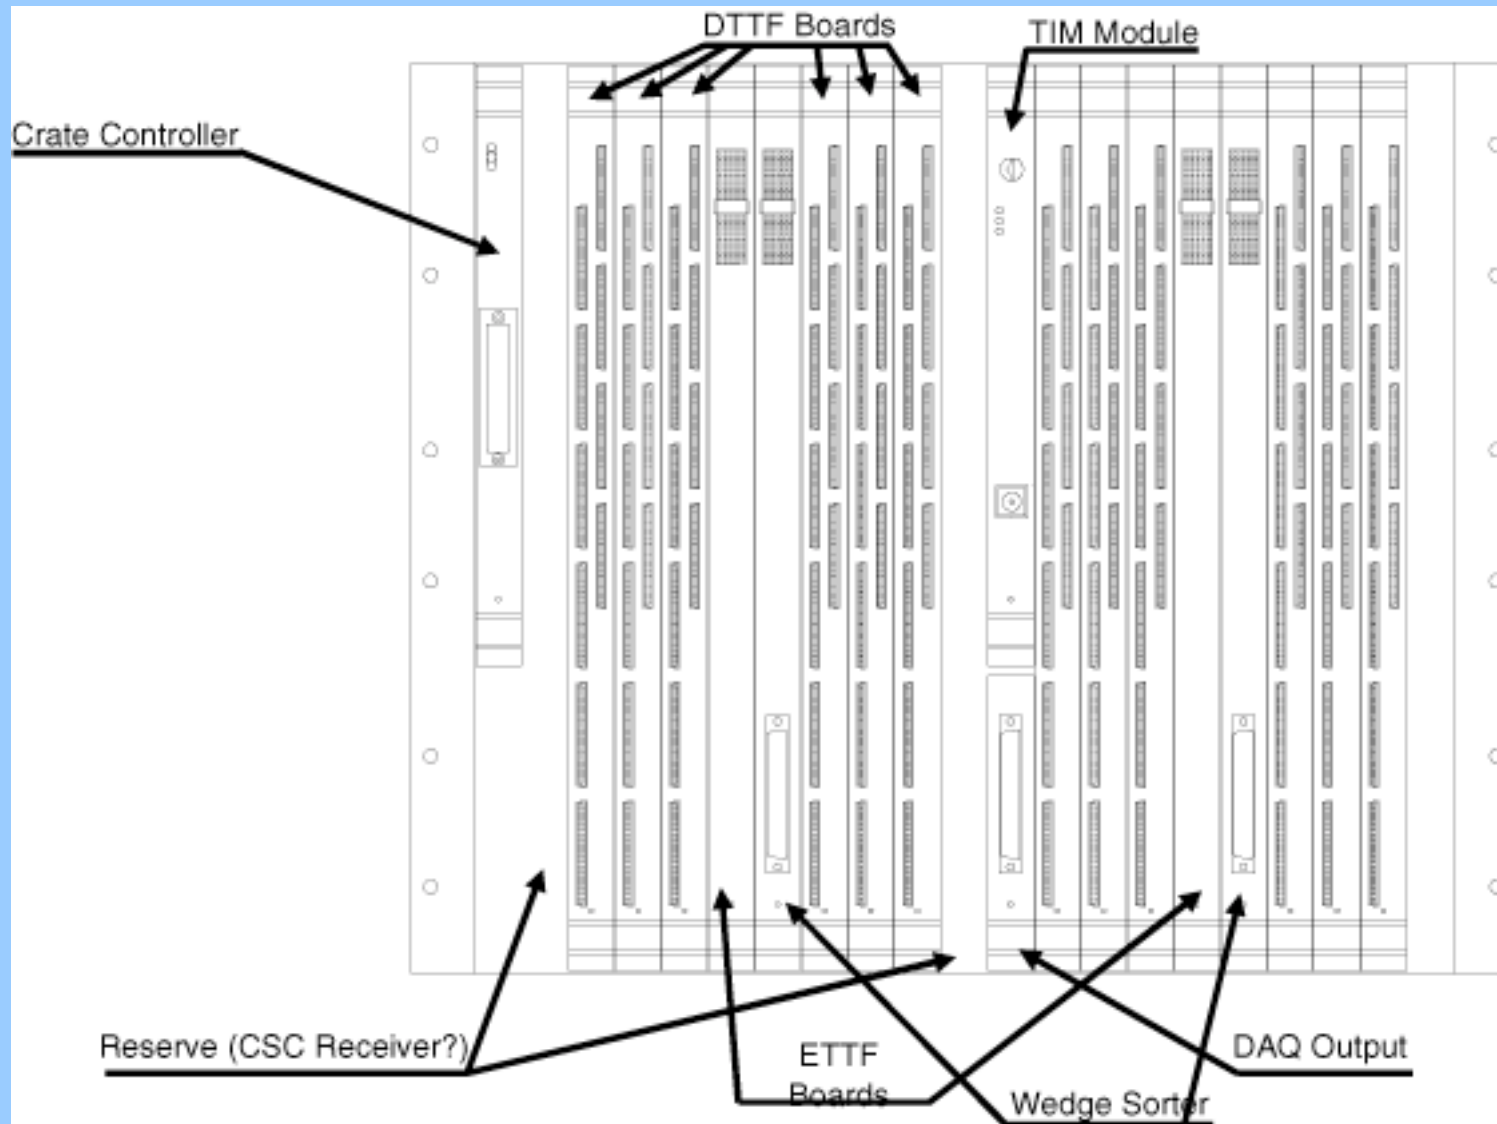 DTTF Boards
TIM Module
Crate Controller
Reserve (CSC Receiver?)
ETTF
Boards
DAQ Output
Wedge Sorter